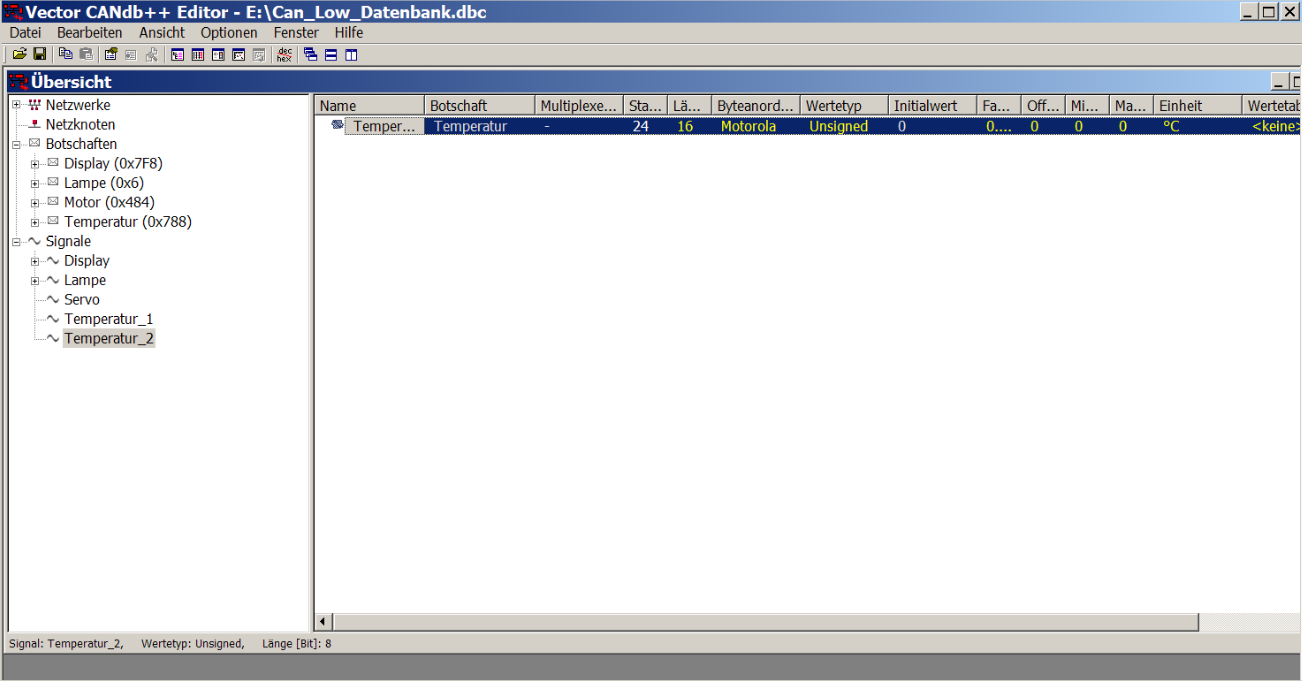 Vector CANdb++ Editor - E:\Can_Low_Datenbank.dbc
Datei Bearbeiten Ansicht Optionen Fenster Hilfe
dec
hex
Übersicht
Netzwerke
Netzknoten
Botschaften
Display (0x7F8)
Lampe (0x6)
Motor (0x484)
Temperatur (0x788)
Signale
Display
Lampe
Servo
Temperatur_1
Temperatur_2
Name Botschaft Multiplexe... Sta... Lä... Byteanord... Wertetyp Initialwert Fa... Off... Mi... Ma... Einheit Wertetab
Temper... Temperatur - 24 16 Motorola Unsigned 0 0.... 0 0 0 °C <keine>
Signal: Temperatur_2, Wertetyp: Unsigned, Länge [Bit]: 8